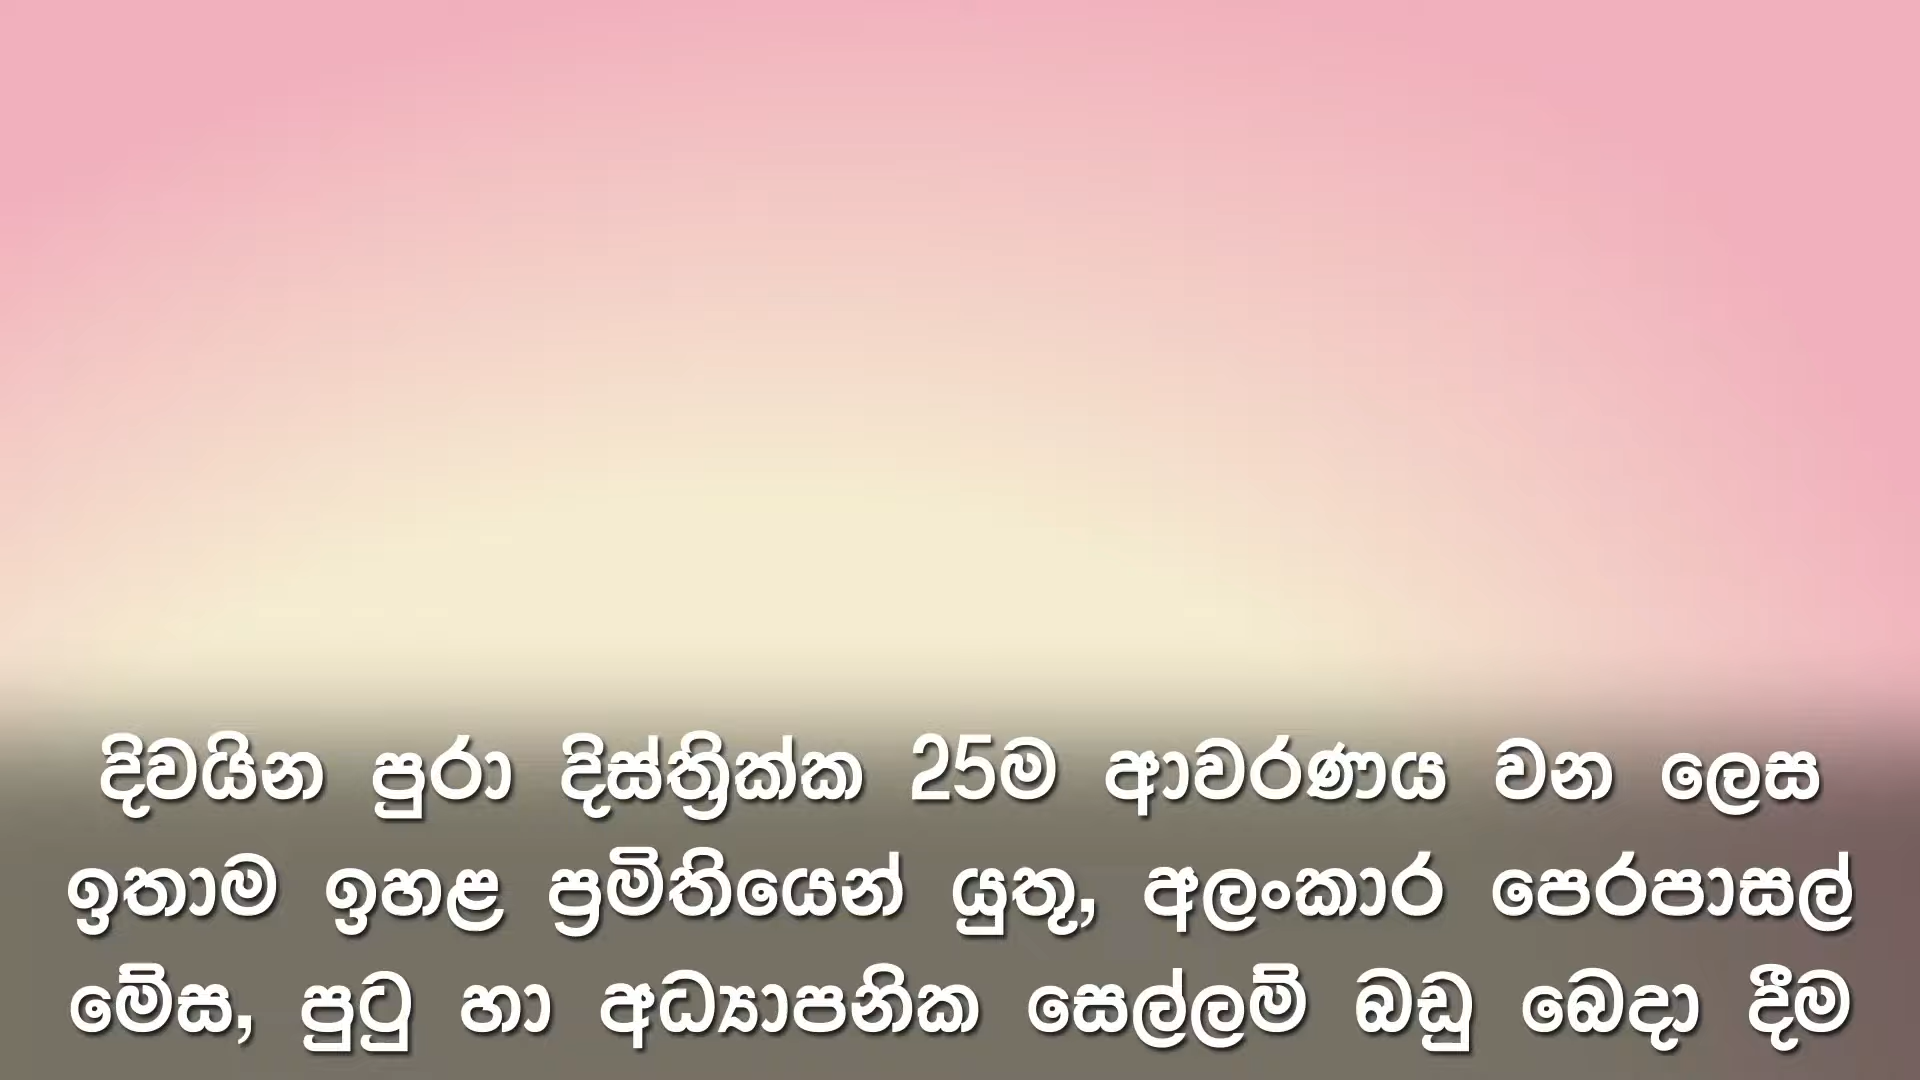 දිවයින පුරා දිස්ත්‍රික්ක 25ම ආවරණය වන ලෙස
ඉතාම ඉහළ ප්‍රමිතියෙන් යුතු, අලංකාර පෙරපාසල්
මේස, පුටු හා අධ්‍යාපනික සෙල්ලම් බඩු බෙදා දීම